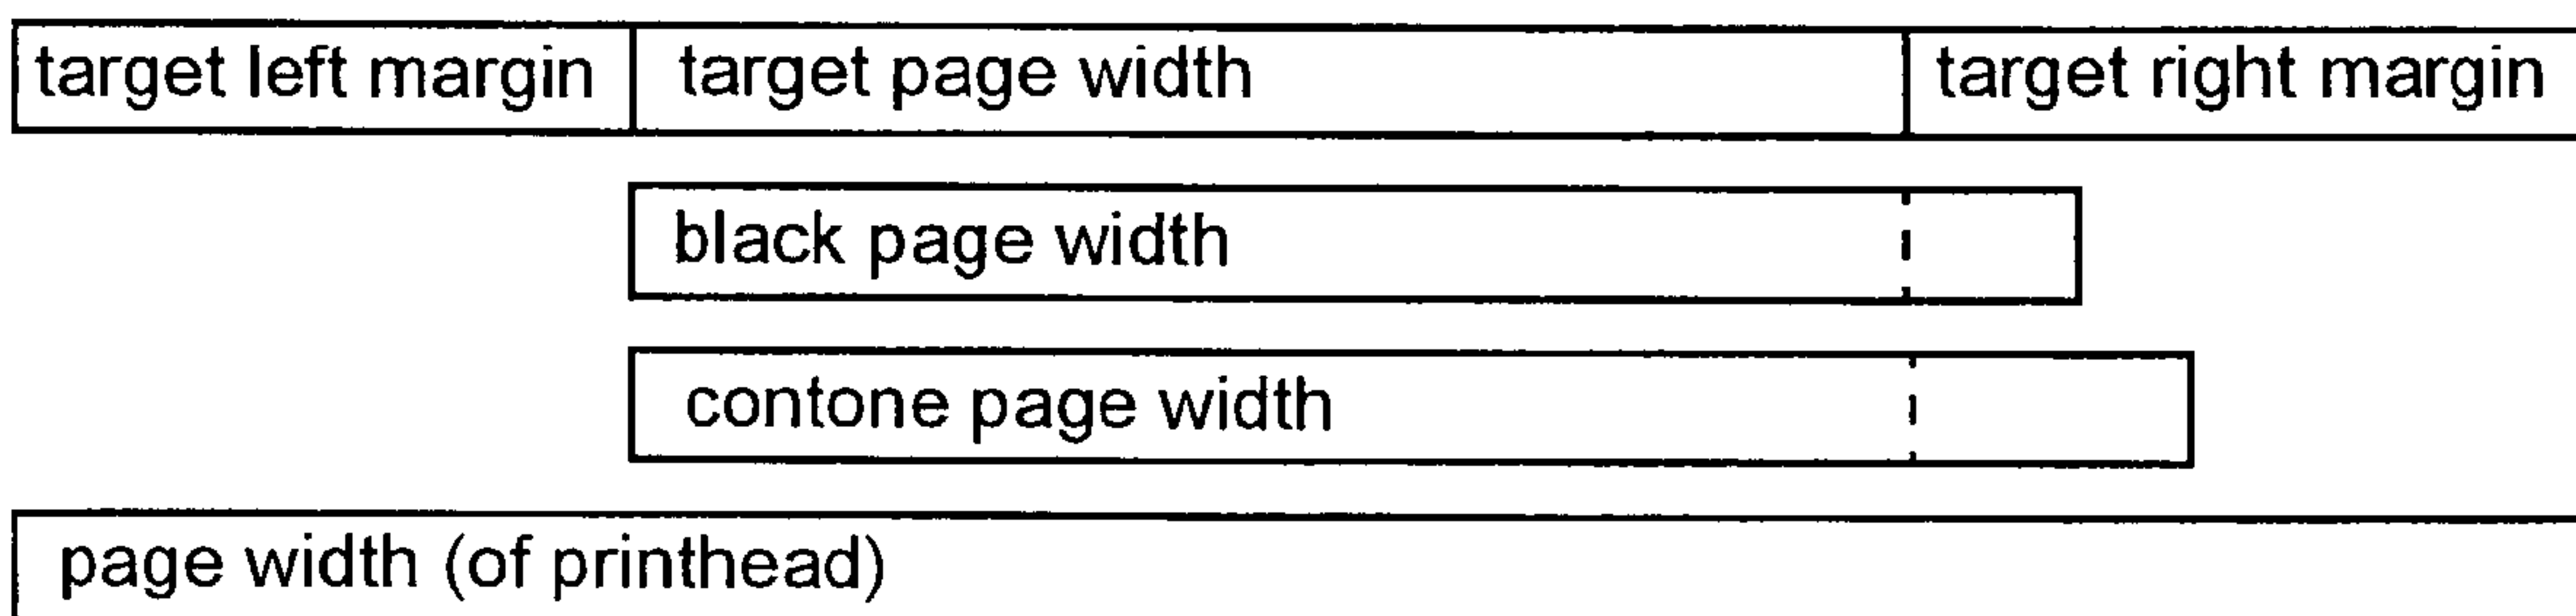 target left margin target page width target right margin
black page width
contone page width
page width (of printhead)